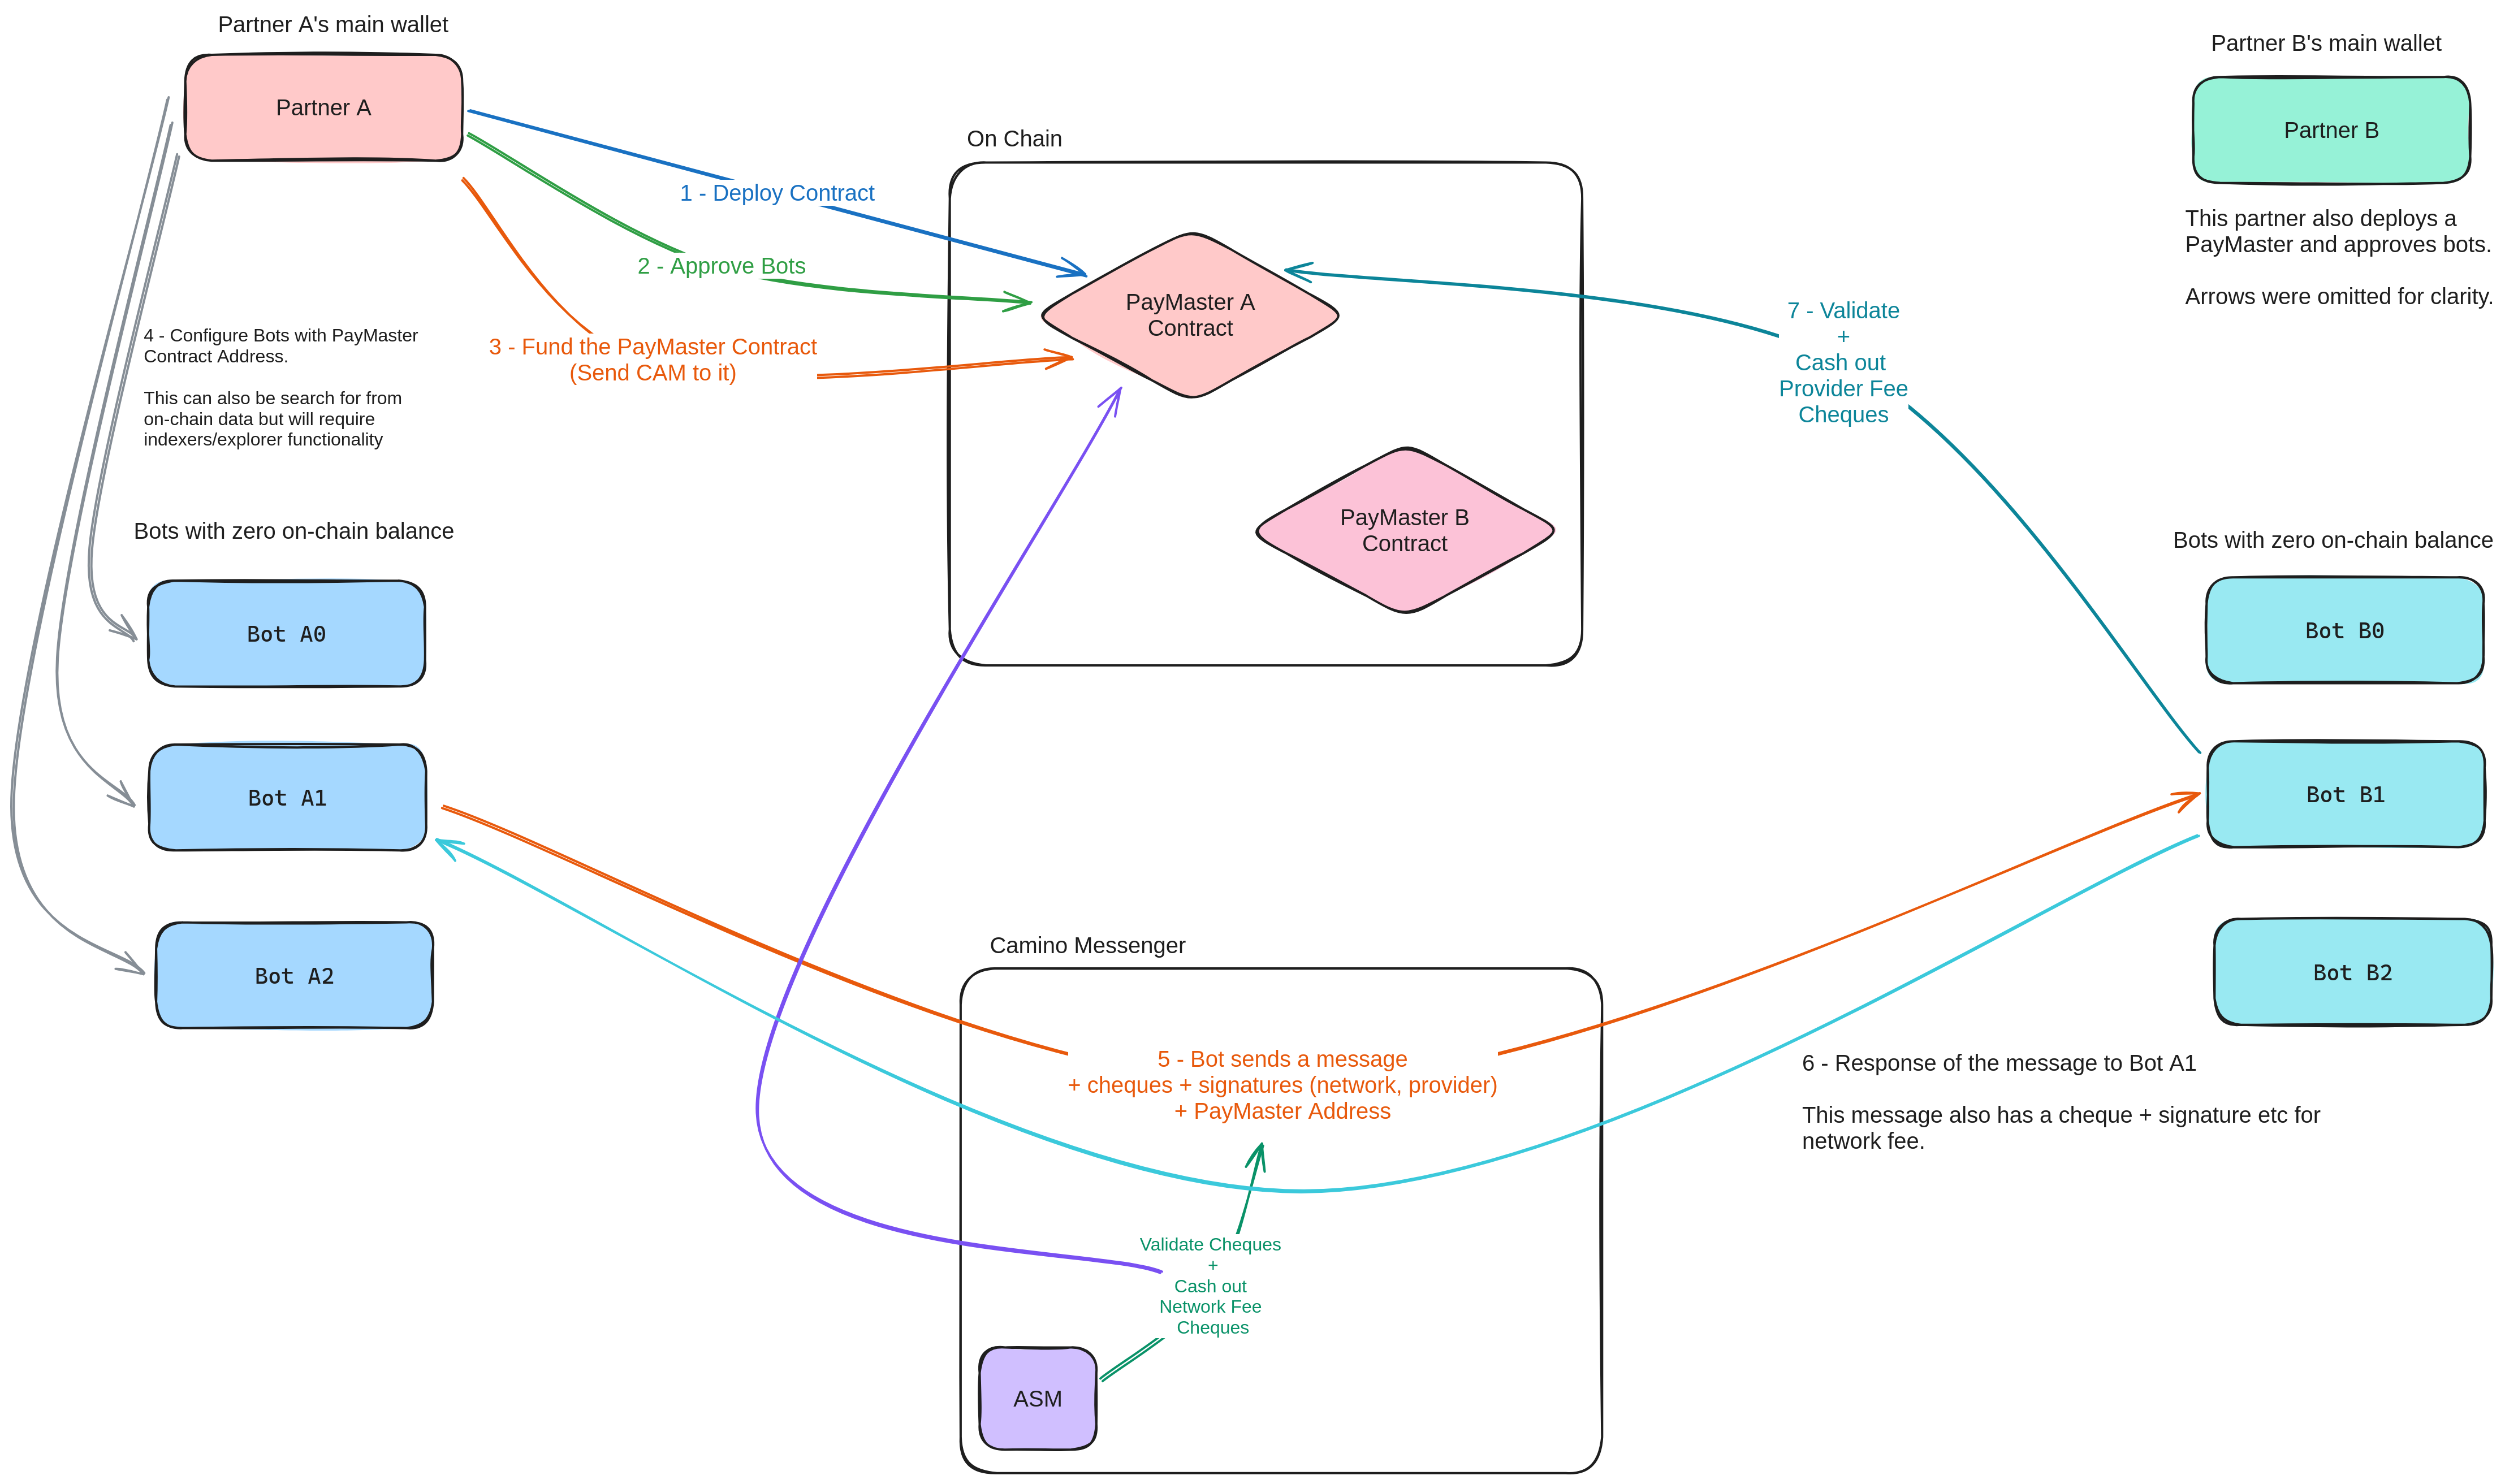 Partner A's main wallet
Partner A
Partner B's main wallet
Partner B
This partner also deploys a
PayMaster and approves bots.
Arrows were omitted for clarity.
On Chain
1 - Deploy Contract
2 - Approve Bots
3 - Fund the PayMaster Contract
(Send CAM to it)
PayMaster A
Contract
PayMaster B
Contract
7 - Validate
+
Cash out
Provider Fee
Cheques
4 - Configure Bots with PayMaster
Contract Address.
This can also be search for from
on-chain data but will require
indexers/explorer functionality
Bots with zero on-chain balance
Bot A0
Bot A1
Bot A2
Bots with zero on-chain balance
Bot B0
Bot B1
Bot B2
Camino Messenger
5 - Bot sends a message
+ cheques + signatures (network, provider)
+ PayMaster Address
6 - Response of the message to Bot A1
This message also has a cheque + signature etc for
network fee.
Validate Cheques
+
Cash out
Network Fee
Cheques
ASM